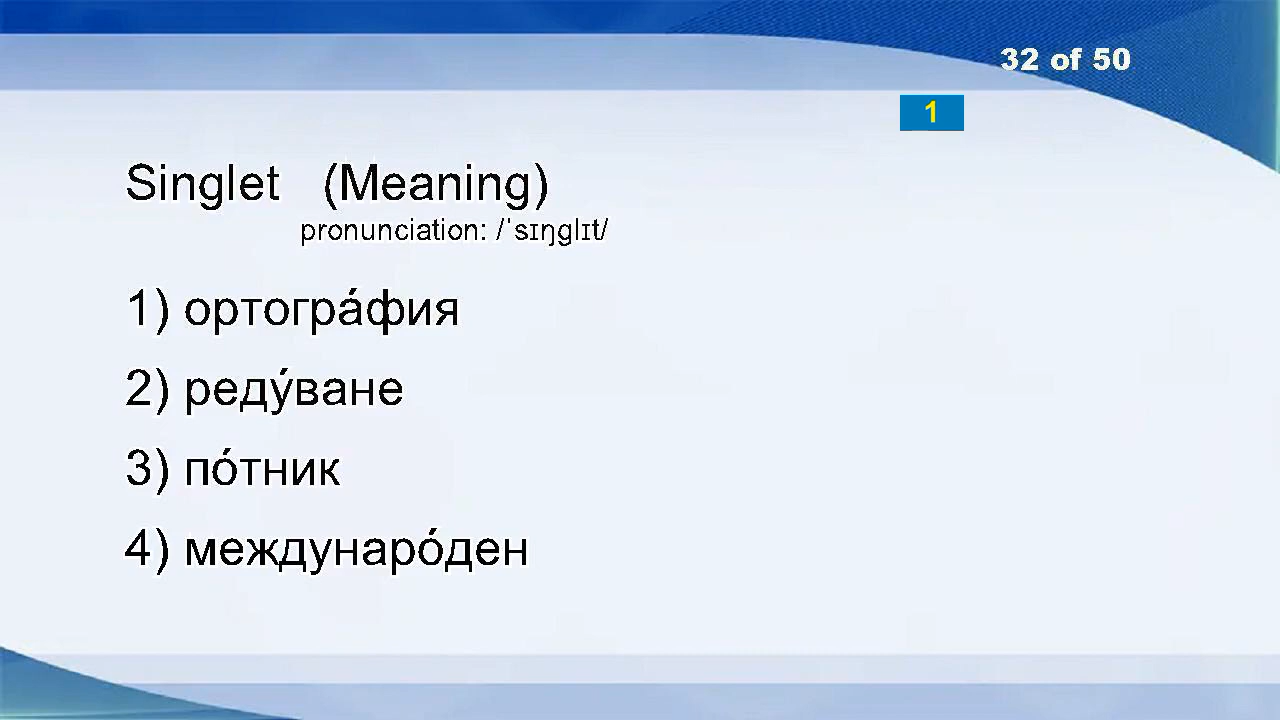 32 of 50
1
Singlet (Meaning)
pronunciation: /ˈsɪŋglɪt/
1) ортогра́фия
2) реду́ване
3) по́тник
4) междунаро́ден